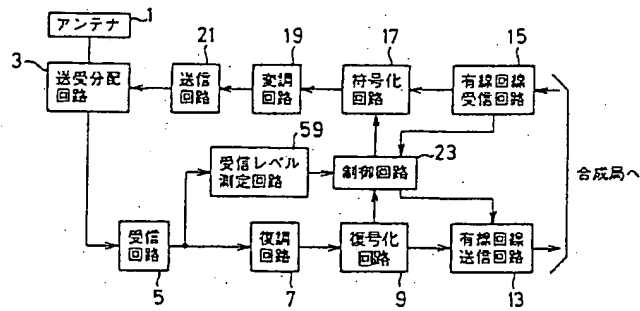 アンテナ
1
3
送受分配
回路
21
送信
回路
19
変調
回路
17
符号化
回路
15
有線回線
受信回路
59
受信レベル
測定回路
23
制御回路
合成局へ
受信
回路
5
復調
回路
7
復号化
回路
9
有線回線
送信回路
13